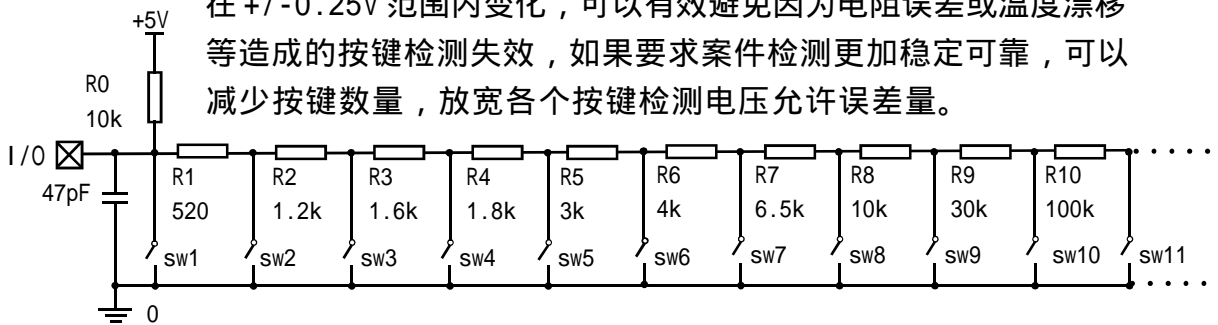 在+/-0.25V范围内变化，可以有效避免因为电阻误差或温度漂移
等造成的按键检测失效，如果要求案件检测更加稳定可靠，可以
减少按键数量，放宽各个按键检测电压允许误差量。
+5V
R0
10k
I/O
47pF
R1 R2 R3 R4 R5 R6 R7 R8 R9 R10
520 1.2k 1.6k 1.8k 3k 4k 6.5k 10k 30k 100k
sw1 sw2 sw3 sw4 sw5 sw6 sw7 sw8 sw9 sw10 sw11
0